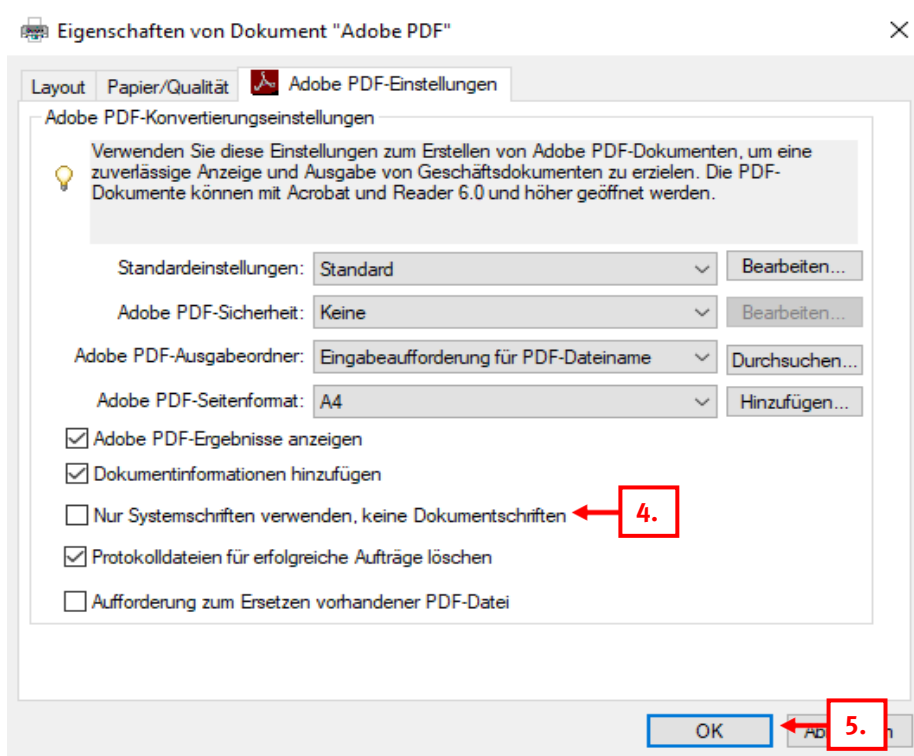 Eigenschaften von Dokument "Adobe PDF"
Layout Papier/Qualität Adobe PDF-Einstellungen
Adobe PDF-Konvertierungseinstellungen
Verwenden Sie diese Einstellungen zum Erstellen von Adobe PDF-Dokumenten, um eine
zuverlässige Anzeige und Ausgabe von Geschäftsdokumenten zu erzielen. Die PDF-
Dokumente können mit Acrobat und Reader 6.0 und höher geöffnet werden.
Standardeinstellungen: Standard Bearbeiten...
Adobe PDF-Sicherheit: Keine Bearbeiten...
Adobe PDF-Ausgabeordner: Eingabeaufforderung für PDF-Dateiname Durchsuchen...
Adobe PDF-Seitenformat: A4 Hinzufügen...
Adobe PDF-Ergebnisse anzeigen
Dokumentinformationen hinzufügen
Nur Systemschriften verwenden, keine Dokumentschriften 4.
Protokolldateien für erfolgreiche Aufträge löschen
Aufforderung zum Ersetzen vorhandener PDF-Datei
OK 5.